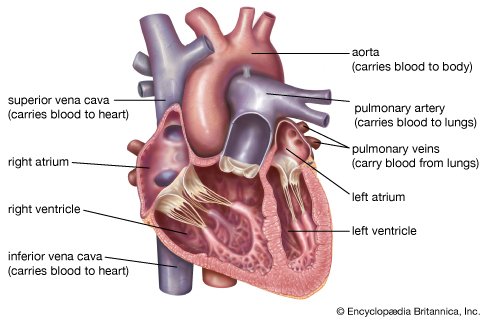 superior vena cava
(carries blood to heart)
right atrium
right ventricle
inferior vena cava
(carries blood to heart)
aorta
(carries blood to body)
pulmonary artery
(carries blood to lungs)
pulmonary veins
(carry blood from lungs)
left atrium
left ventricle
© Encyclopædia Britannica, Inc.